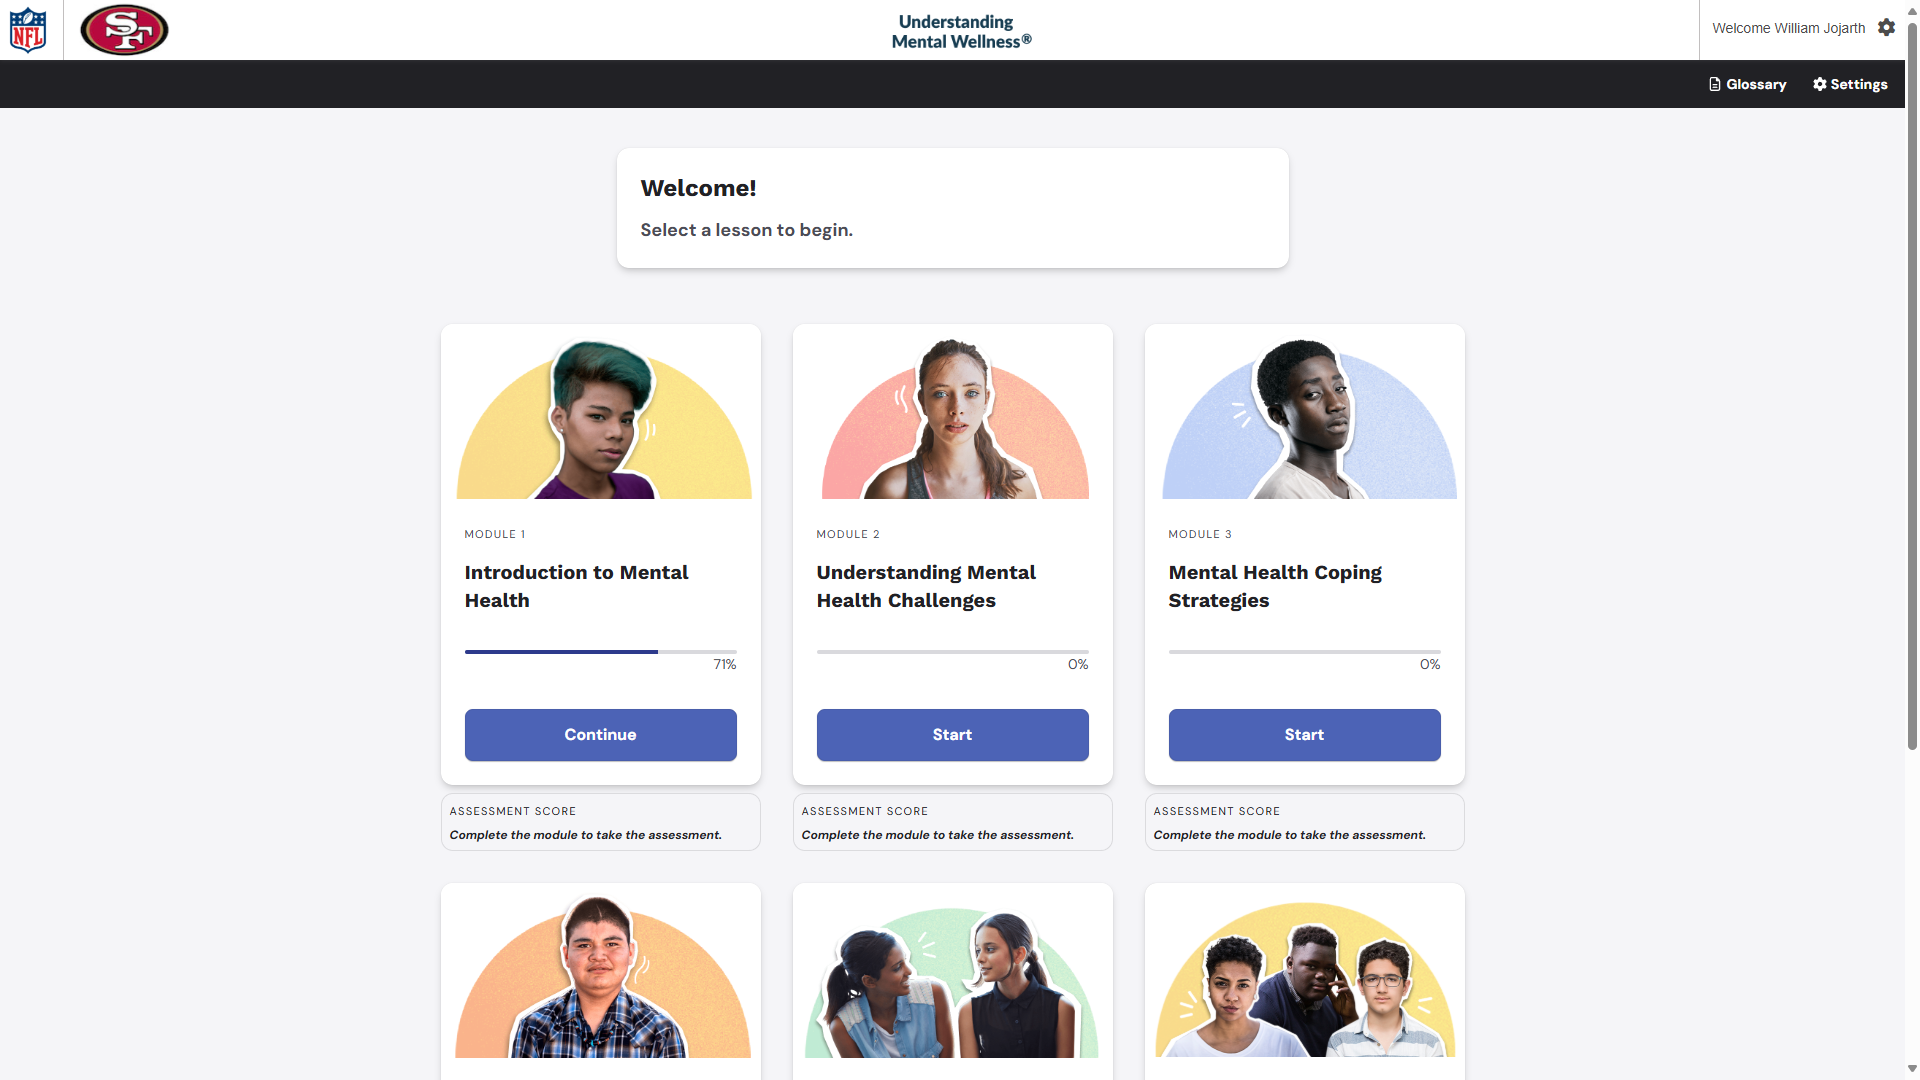 NFL
SF
Understanding
Mental Wellness®
Welcome William Jojarth
Glossary
Settings
Welcome!
Select a lesson to begin.
MODULE 1
Introduction to Mental
Health
71%
Continue
ASSESSMENT SCORE
Complete the module to take the assessment.
MODULE 2
Understanding Mental
Health Challenges
0%
Start
ASSESSMENT SCORE
Complete the module to take the assessment.
MODULE 3
Mental Health Coping
Strategies
0%
Start
ASSESSMENT SCORE
Complete the module to take the assessment.